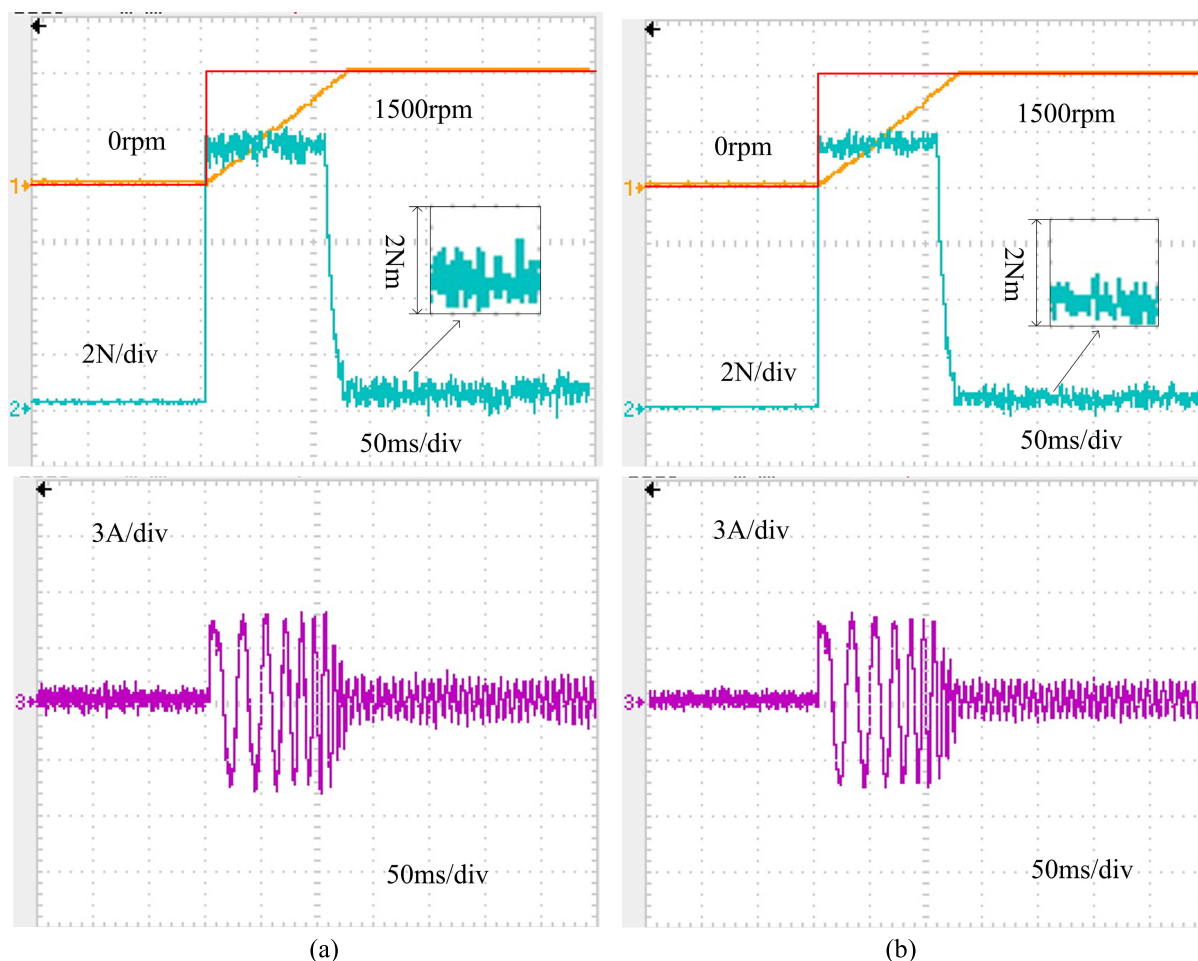 0rpm
1500rpm
1
2Nm
2N/div
2
50ms/div
0rpm
1500rpm
1
2Nm
2N/div
2
50ms/div
3A/div
3
50ms/div
3A/div
3
50ms/div
(a)
(b)